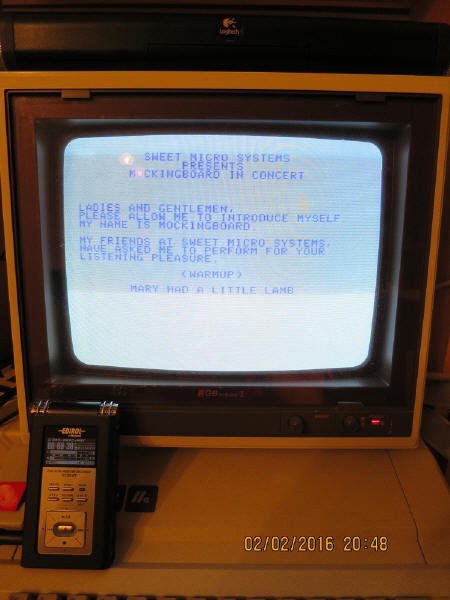 Logitech
SWEET MICRO SYSTEMS
PRESENTS
MOCKINGBOARD IN CONCERT
LADIES AND GENTLEMEN,
PLEASE ALLOW ME TO INTRODUCE MYSELF.
MY NAME IS MOCKINGBOARD.
MY FRIENDS AT SWEET MICRO SYSTEMS,
HAVE ASKED ME TO PERFORM FOR YOUR
LISTENING PLEASURE.
<WARMUP>
MARY HAD A LITTLE LAMB
EDIROL
02/02/2016 20:48